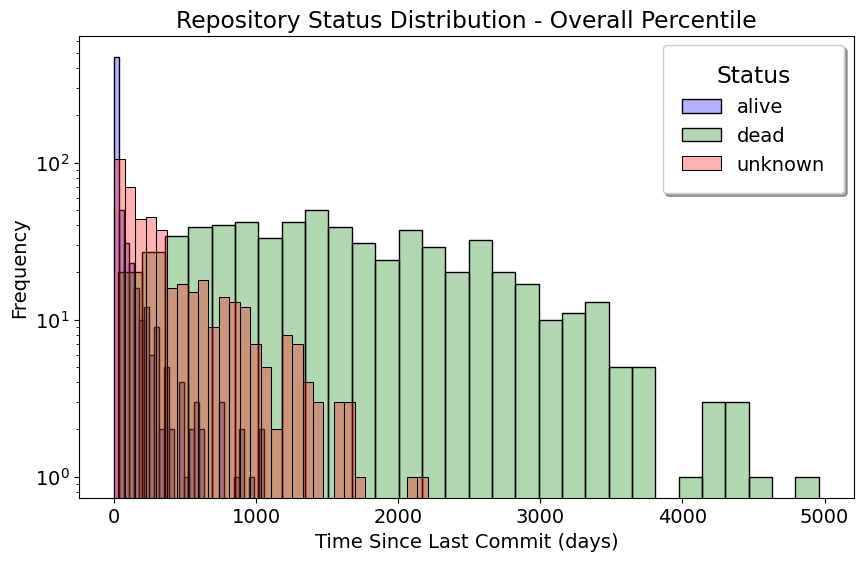 Repository Status Distribution - Overall Percentile
Status
alive
dead
unknown
Frequency
10²
10¹
10⁰
0 1000 2000 3000 4000 5000
Time Since Last Commit (days)